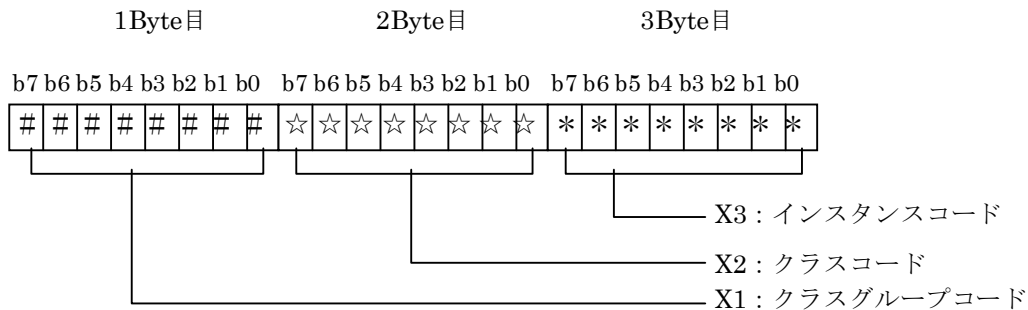 1Byte目 2Byte目 3Byte目
b7 b6 b5 b4 b3 b2 b1 b0 b7 b6 b5 b4 b3 b2 b1 b0 b7 b6 b5 b4 b3 b2 b1 b0
# # # # # # # # ☆ ☆ ☆ ☆ ☆ ☆ ☆ ☆ * * * * * * * *
X3:インスタンスコード
X2:クラスコード
X1:クラスグループコード